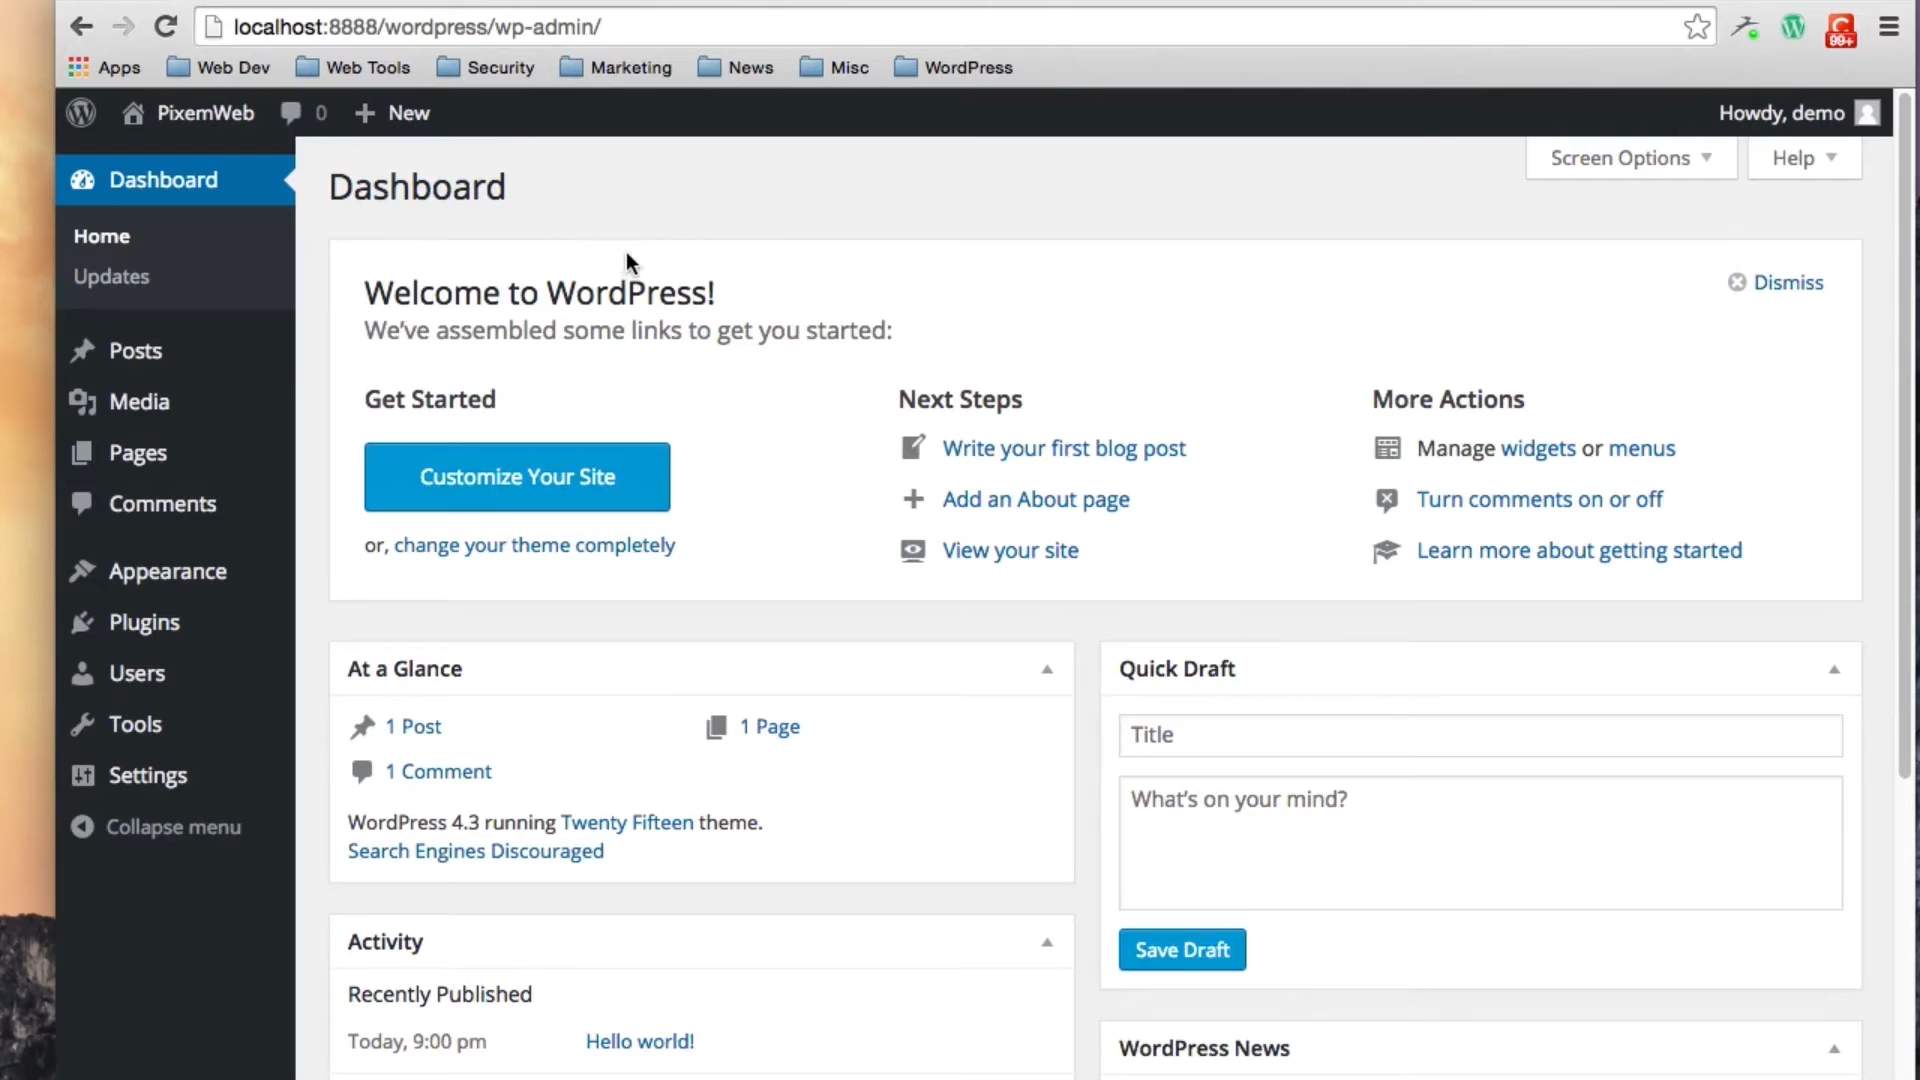 localhost:8888/wordpress/wp-admin/
99+
Apps Web Dev Web Tools Security Marketing News Misc WordPress
PixemWeb 0 New Howdy, demo
Screen Options Help
Dashboard
Home
Updates
Posts
Media
Pages
Comments
Appearance
Plugins
Users
Tools
Settings
Collapse menu
Dashboard
Welcome to WordPress!
Dismiss
We've assembled some links to get you started:
Get Started
Customize Your Site
or, change your theme completely
Next Steps
Write your first blog post
Add an About page
View your site
More Actions
Manage widgets or menus
Turn comments on or off
Learn more about getting started
At a Glance
1 Post 1 Page
1 Comment
WordPress 4.3 running Twenty Fifteen theme.
Search Engines Discouraged
Activity
Recently Published
Today, 9:00 pm Hello world!
Quick Draft
Title
What's on your mind?
Save Draft
WordPress News